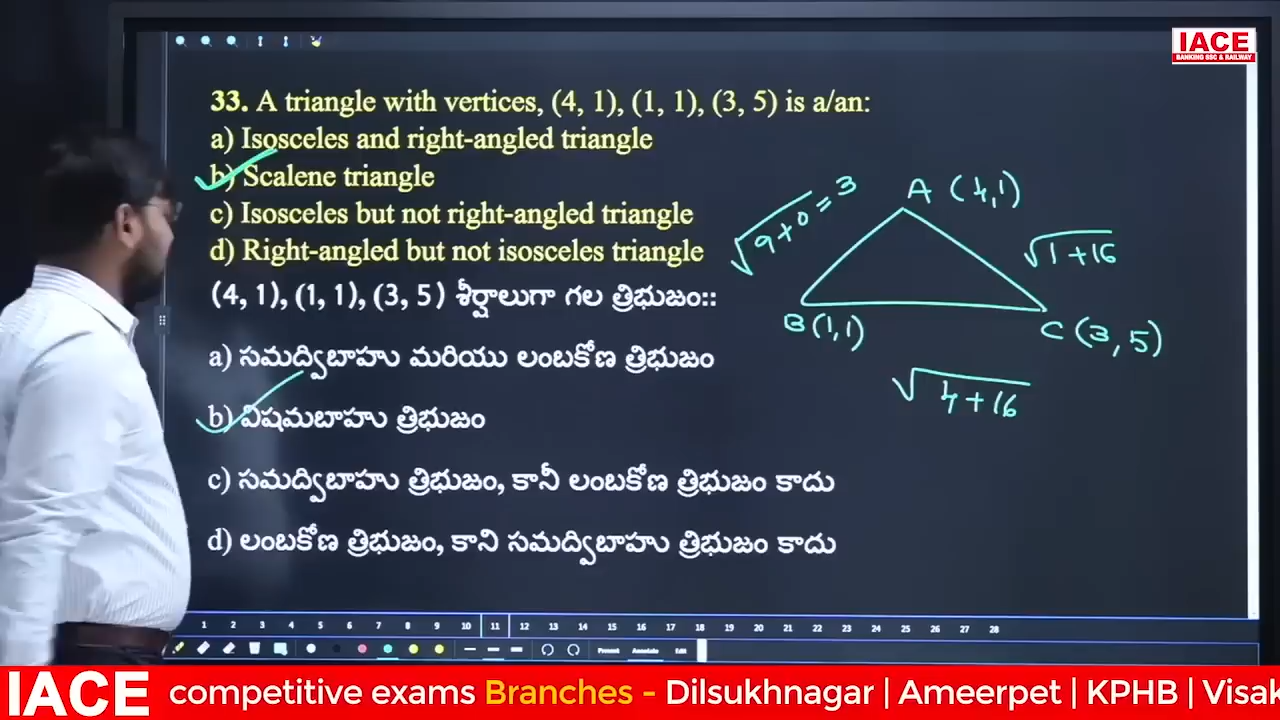 IACE
BANKING SSC & RAILWAY
33. A triangle with vertices, (4, 1), (1, 1), (3, 5) is a/an:
a) Isosceles and right-angled triangle
b) Scalene triangle
c) Isosceles but not right-angled triangle
d) Right-angled but not isosceles triangle
(4, 1), (1, 1), (3, 5) శీర్షాలుగా గల త్రిభుజం::
a) సమద్విబాహు మరియు లంబకోణ త్రిభుజం
b) విషమబాహు త్రిభుజం
c) సమద్విబాహు త్రిభుజం, కానీ లంబకోణ త్రిభుజం కాదు
d) లంబకోణ త్రిభుజం, కాని సమద్విబాహు త్రిభుజం కాదు
A (4,1)
√9+0 = 3
√1+16
B (1,1)
C (3,5)
√4+16
1 2 3 4 5 6 7 8 9 10 11 12 13 14 15 16 17 18 19 20 21 22 23 24 25 26 27 28
Present Annotate Edit
IACE competitive exams Branches - Dilsukhnagar | Ameerpet | KPHB | Visak